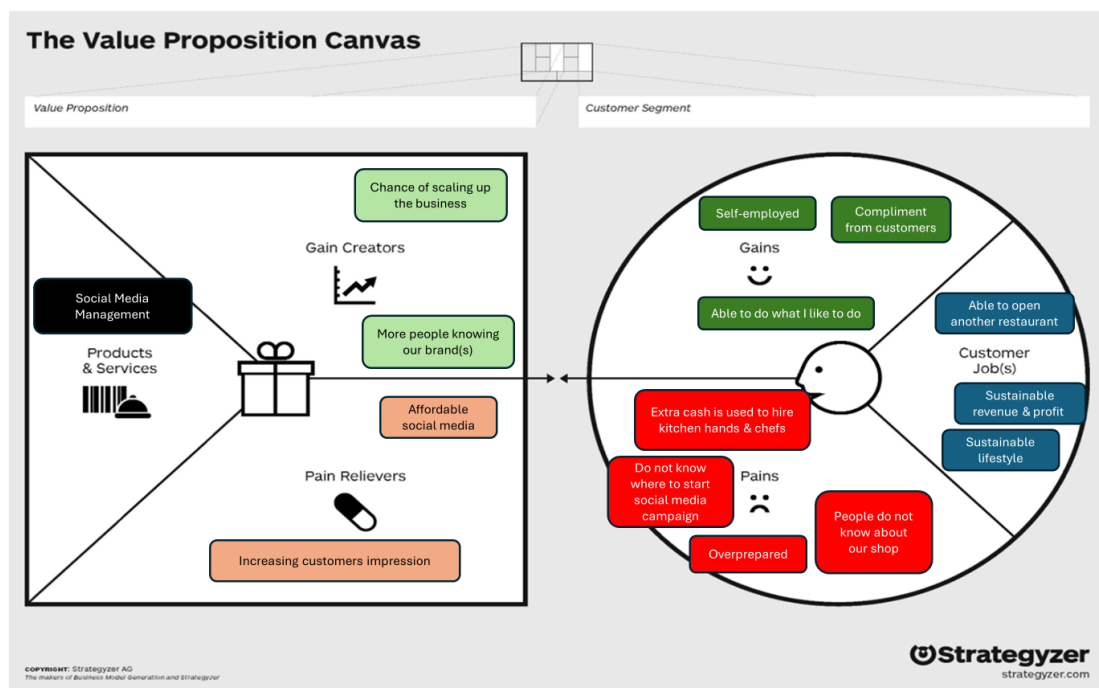 The Value Proposition Canvas
Value Proposition
Customer Segment
Chance of scaling up
the business
Gain Creators
Social Media
Management
More people knowing
our brand(s)
Products
& Services
Affordable
social media
Pain Relievers
Increasing customers impression
Self-employed
Compliment
from customers
Gains
Able to do what I like to do
Able to open
another restaurant
Customer
Job(s)
Sustainable
revenue & profit
Sustainable
lifestyle
Extra cash is used to hire
kitchen hands & chefs
Do not know
where to start
social media
campaign
Pains
People do not
know about
our shop
Overprepared
COPYRIGHT: Strategyzer AG
The makers of Business Model Generation and Strategyzer
Strategyzer
strategyzer.com